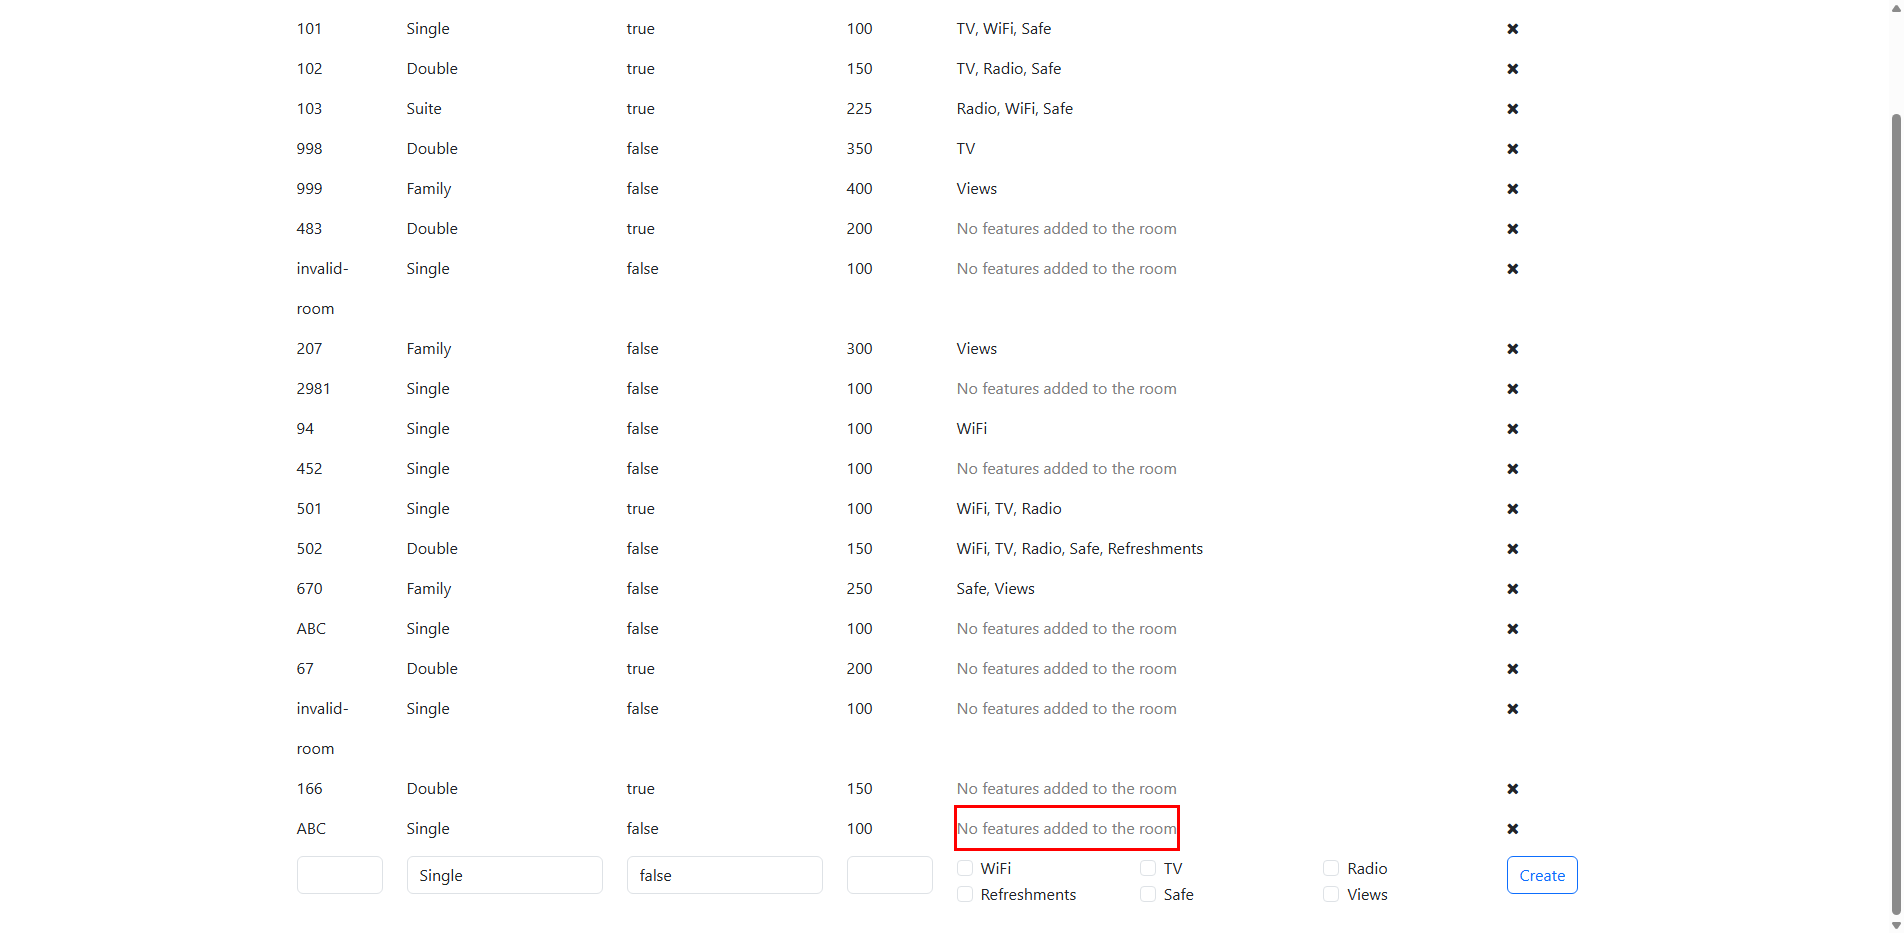 101 Single true 100 TV, WiFi, Safe
102 Double true 150 TV, Radio, Safe
103 Suite true 225 Radio, WiFi, Safe
998 Double false 350 TV
999 Family false 400 Views
483 Double true 200 No features added to the room
invalid- Single false 100 No features added to the room
room
207 Family false 300 Views
2981 Single false 100 No features added to the room
94 Single false 100 WiFi
452 Single false 100 No features added to the room
501 Single true 100 WiFi, TV, Radio
502 Double false 150 WiFi, TV, Radio, Safe, Refreshments
670 Family false 250 Safe, Views
ABC Single false 100 No features added to the room
67 Double true 200 No features added to the room
invalid- Single false 100 No features added to the room
room
166 Double true 150 No features added to the room
ABC Single false 100 No features added to the room
Single false WiFi TV Radio Create
Refreshments Safe Views